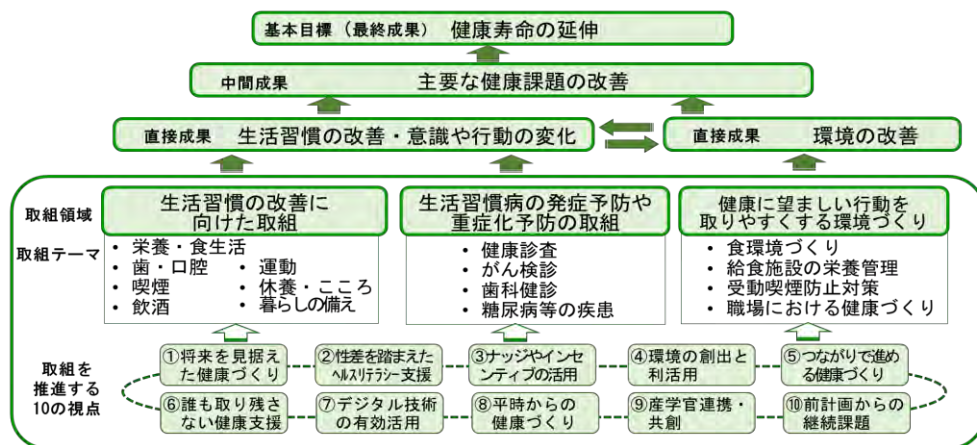 基本目標（最終成果） 健康寿命の延伸
中間成果 主要な健康課題の改善
直接成果 生活習慣の改善・意識や行動の変化
直接成果 環境の改善
取組領域
生活習慣の改善に
向けた取組
生活習慣病の発症予防や
重症化予防の取組
健康に望ましい行動を
取りやすくする環境づくり
取組テーマ
• 栄養・食生活
• 歯・口腔
• 喫煙
• 飲酒
• 運動
• 休養・こころ
• 暮らしの備え
• 健康診査
• がん検診
• 歯科健診
• 糖尿病等の疾患
• 食環境づくり
• 給食施設の栄養管理
• 受動喫煙防止対策
• 職場における健康づくり
取組を
推進する
10の視点
①将来を見据え
た健康づくり
②性差を踏まえた
ヘルスリテラシー支援
③ナッジやインセ
ンティブの活用
④環境の創出と
利活用
⑤つながりで進め
る健康づくり
⑥誰も取り残さ
ない健康支援
⑦デジタル技術
の有効活用
⑧平時からの
健康づくり
⑨産学官連携・
共創
⑩前計画からの
継続課題